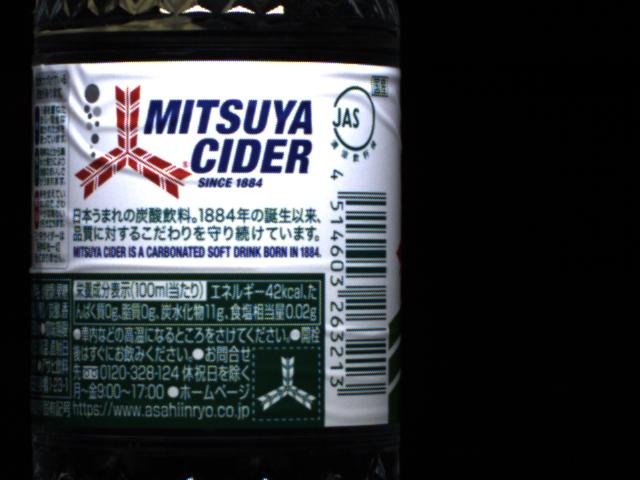 MITSUYA
CIDER
SINCE 1884
JAS
日本うまれの炭酸飲料。1884年の誕生以来、
品質に対するこだわりを守り続けています。
MITSUYA CIDER IS A CARBONATED SOFT DRINK BORN IN 1884.
4 514603 263213
栄養成分表示(100ml当たり) エネルギー42kcal、た
んぱく質0g、脂質0g、炭水化物11g、食塩相当量0.02g
●車内などの高温になるところをさけてください。●開栓
後はすぐにお飲みください。●お問合せ
先 0120-328-124 休祝日を除く
月〜金9:00〜17:00 ●ホームページ
https://www.asahiinryo.co.jp